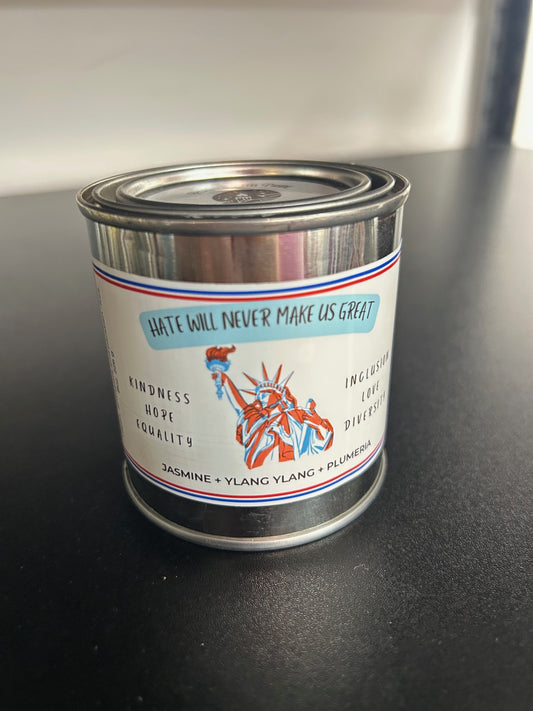 HATE WILL NEVER MAKE US GREAT
KINDNESS
HOPE
EQUALITY
INCLUSION
LOVE
DIVERSITY
JASMINE + YLANG YLANG + PLUMERIA